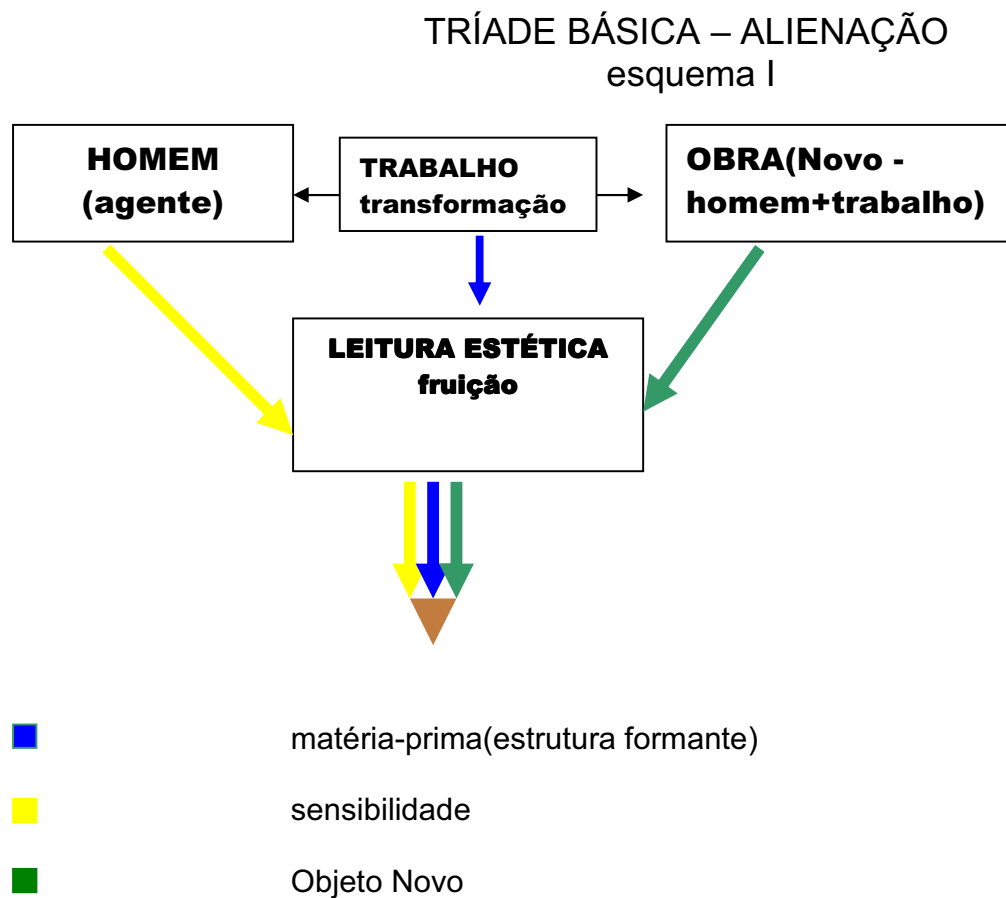 TRÍADE BÁSICA – ALIENAÇÃO
esquema I
HOMEM
(agente)
TRABALHO
transformação
OBRA(Novo -
homem+trabalho)
LEITURA ESTÉTICA
fruição
matéria-prima(estrutura formante)
sensibilidade
Objeto Novo